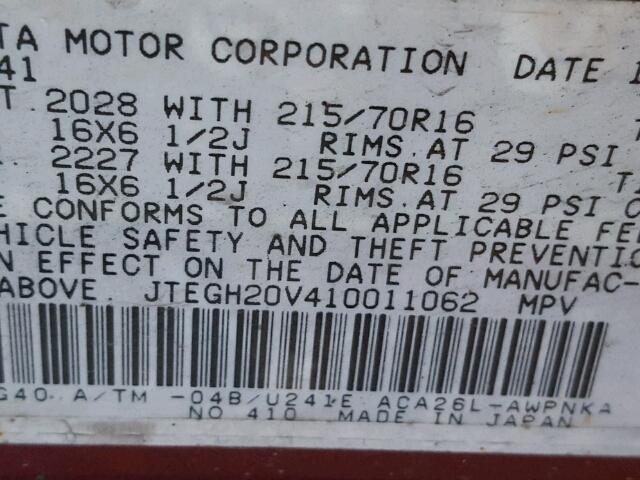 TA MOTOR CORPORATION DATE 1
41
T 2028 WITH 215/70R16 T
16X6 1/2J RIMS.AT 29 PSI
2227 WITH 215/70R16 T
16X6 1/2J RIMS.AT 29 PSI C
E CONFORMS TO ALL APPLICABLE FE
HICLE SAFETY AND THEFT PREVENTIO
N EFFECT ON THE DATE OF MANUFAC-
ABOVE. JTEGH20V410011062 MPV
G40 A/TM -04B/U241E ACA26L-AWPNKA
NO 410 MADE IN JAPAN